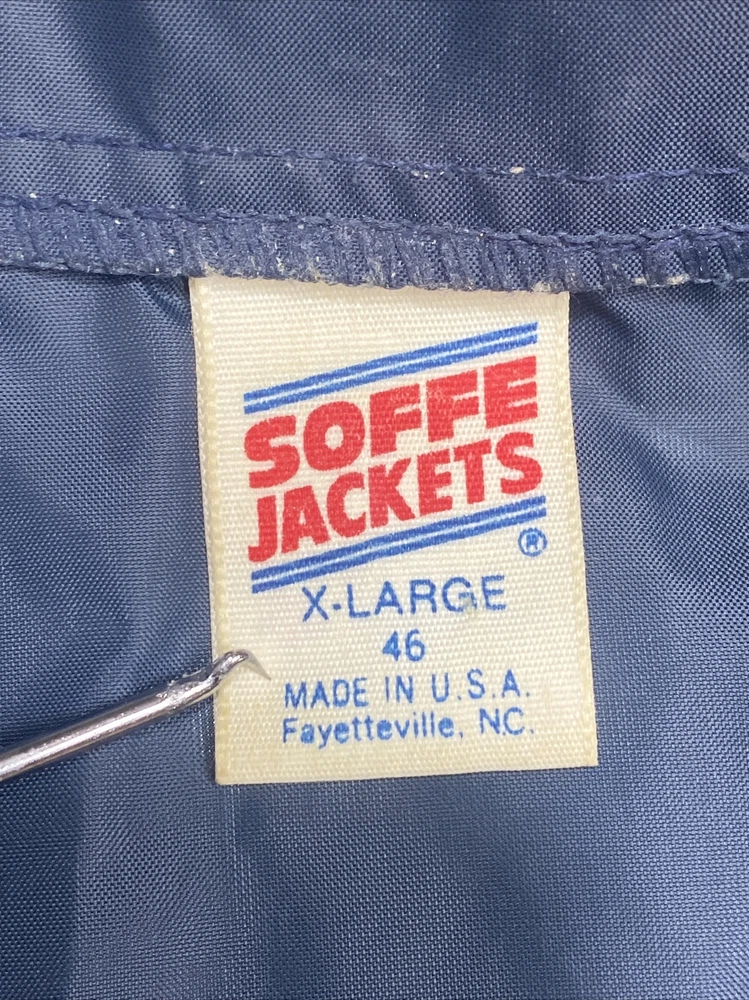 SOFFE
JACKETS
®
X-LARGE
46
MADE IN U.S.A.
Fayetteville, NC.